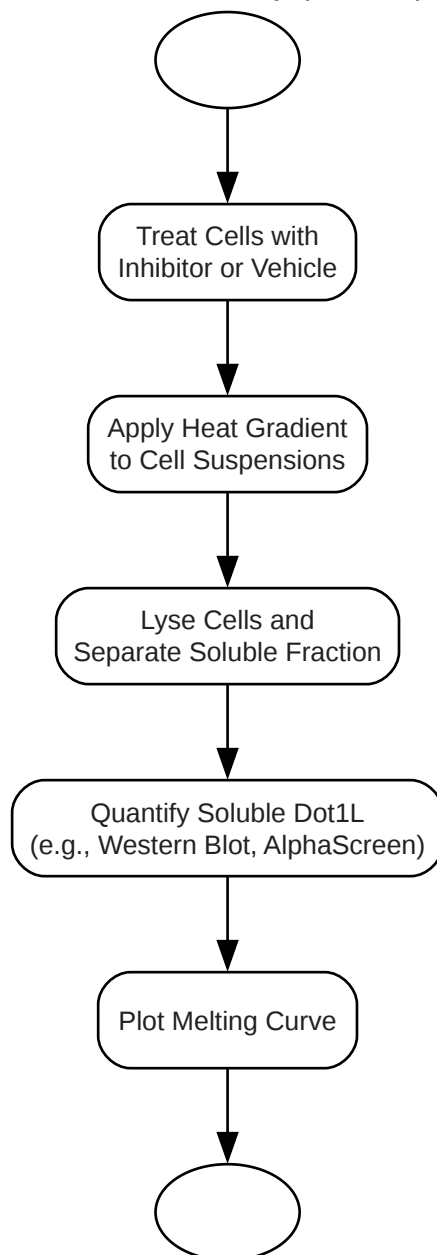 Treat Cells with
Inhibitor or Vehicle
Apply Heat Gradient
to Cell Suspensions
Lyse Cells and
Separate Soluble Fraction
Quantify Soluble Dot1L
(e.g., Western Blot, AlphaScreen)
Plot Melting Curve